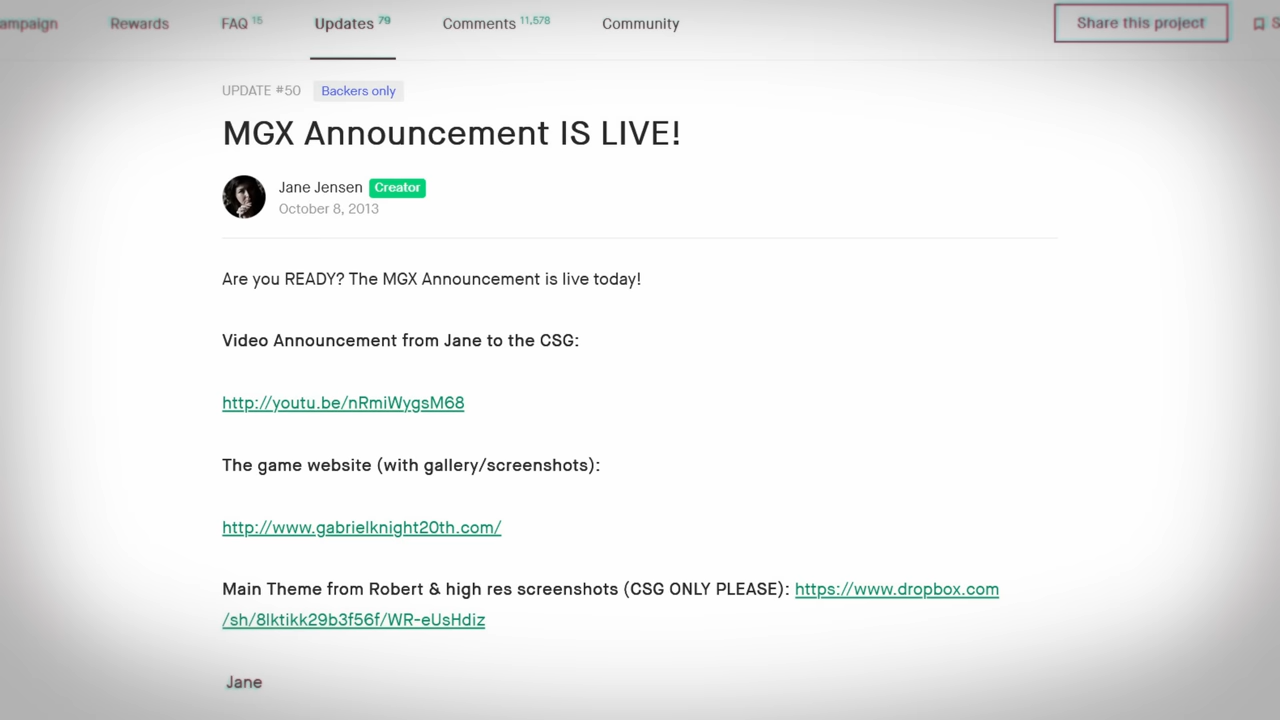 ampaign Rewards FAQ 15 Updates 79 Comments 11,578 Community Share this project S
UPDATE #50 Backers only
MGX Announcement IS LIVE!
Jane Jensen Creator
October 8, 2013
Are you READY? The MGX Announcement is live today!
Video Announcement from Jane to the CSG:
http://youtu.be/nRmiWygsM68
The game website (with gallery/screenshots):
http://www.gabrielknight20th.com/
Main Theme from Robert & high res screenshots (CSG ONLY PLEASE): https://www.dropbox.com
/sh/8lktikk29b3f56f/WR-eUsHdiz
Jane